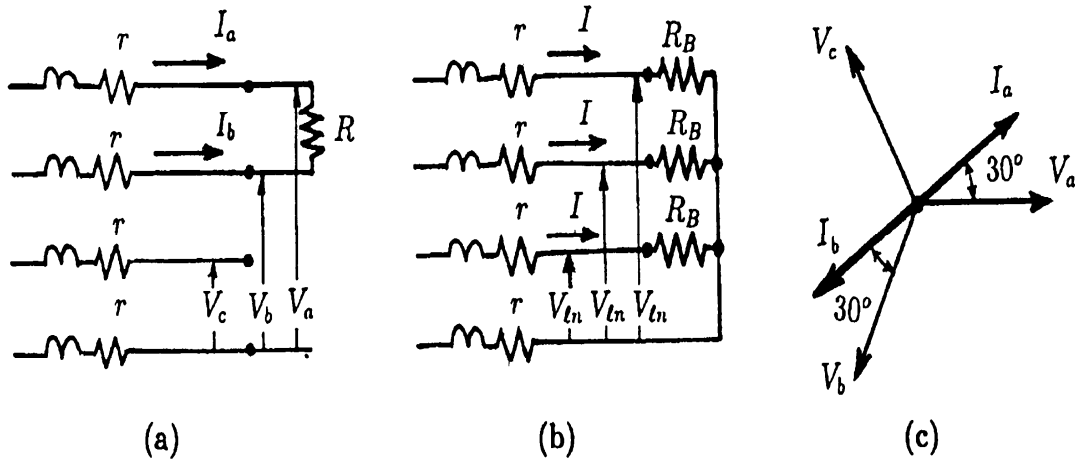 r I_a
r I_b R
r
r V_c V_b V_a
(a)
r I R_B
r I R_B
r I R_B
r V_ℓn V_ℓn V_ℓn
(b)
V_c
I_a
30° V_a
I_b
30°
V_b
(c)